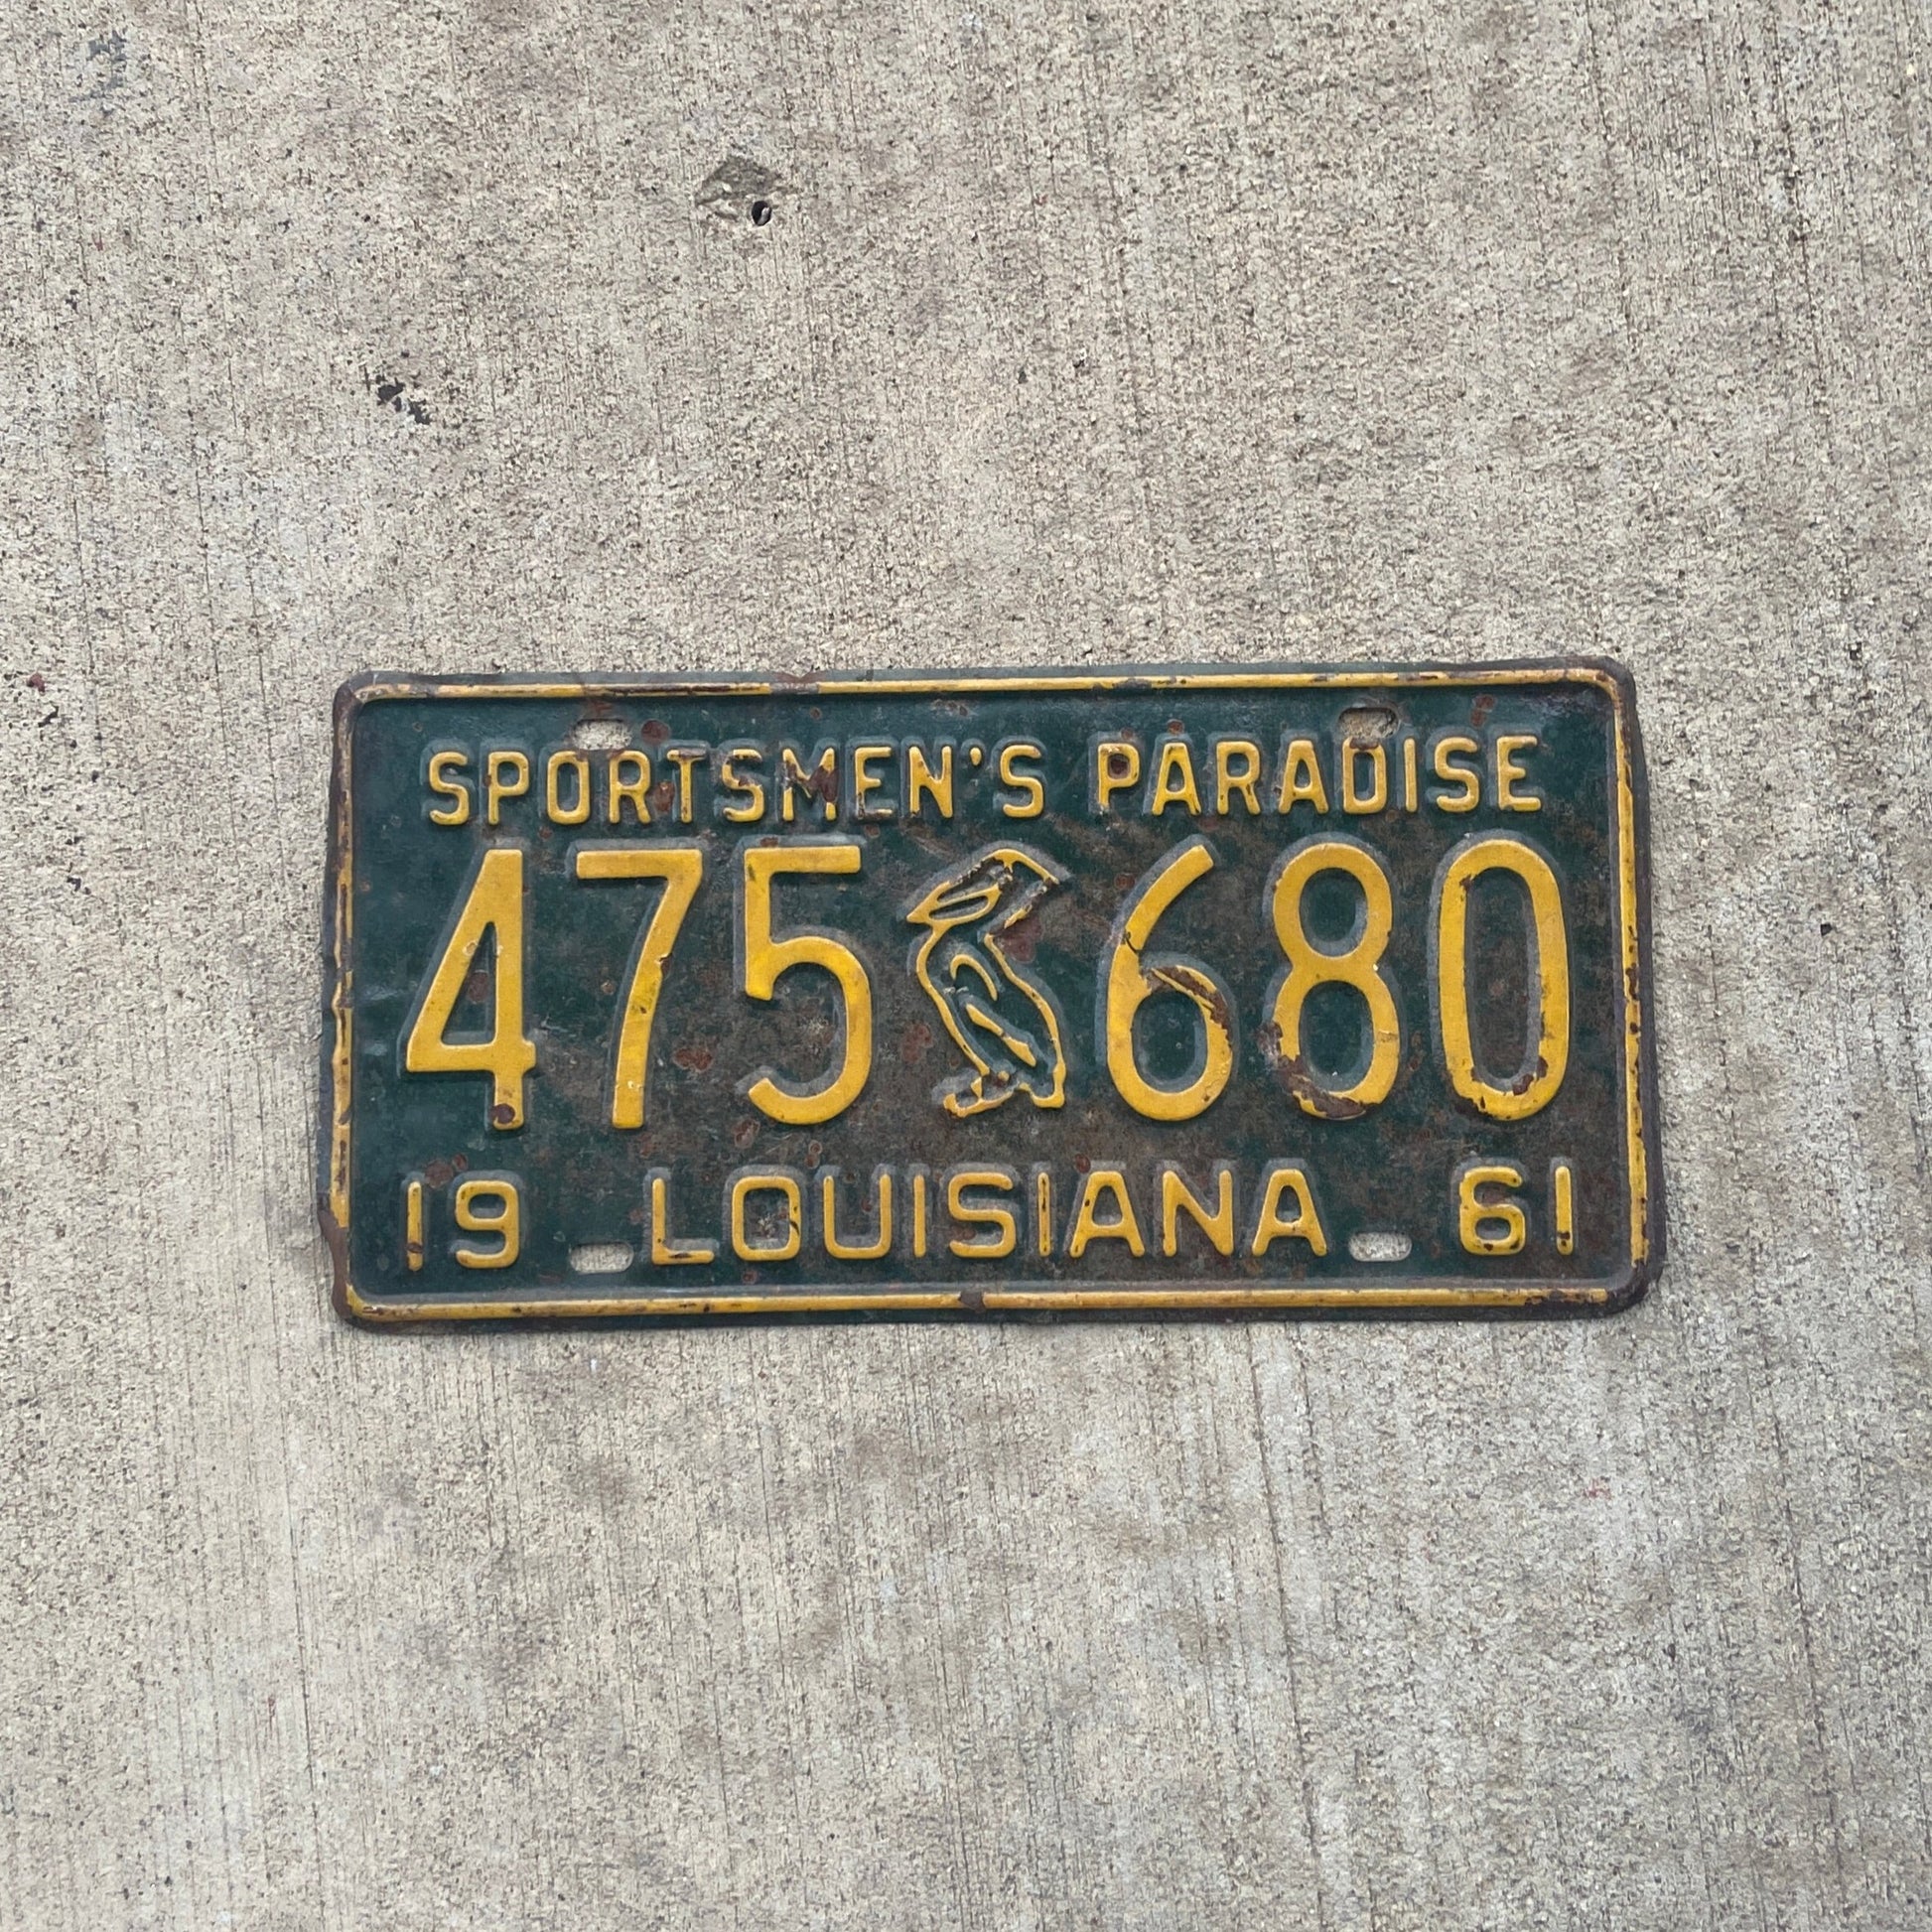 SPORTSMEN'S PARADISE
475 680
19 LOUISIANA 61